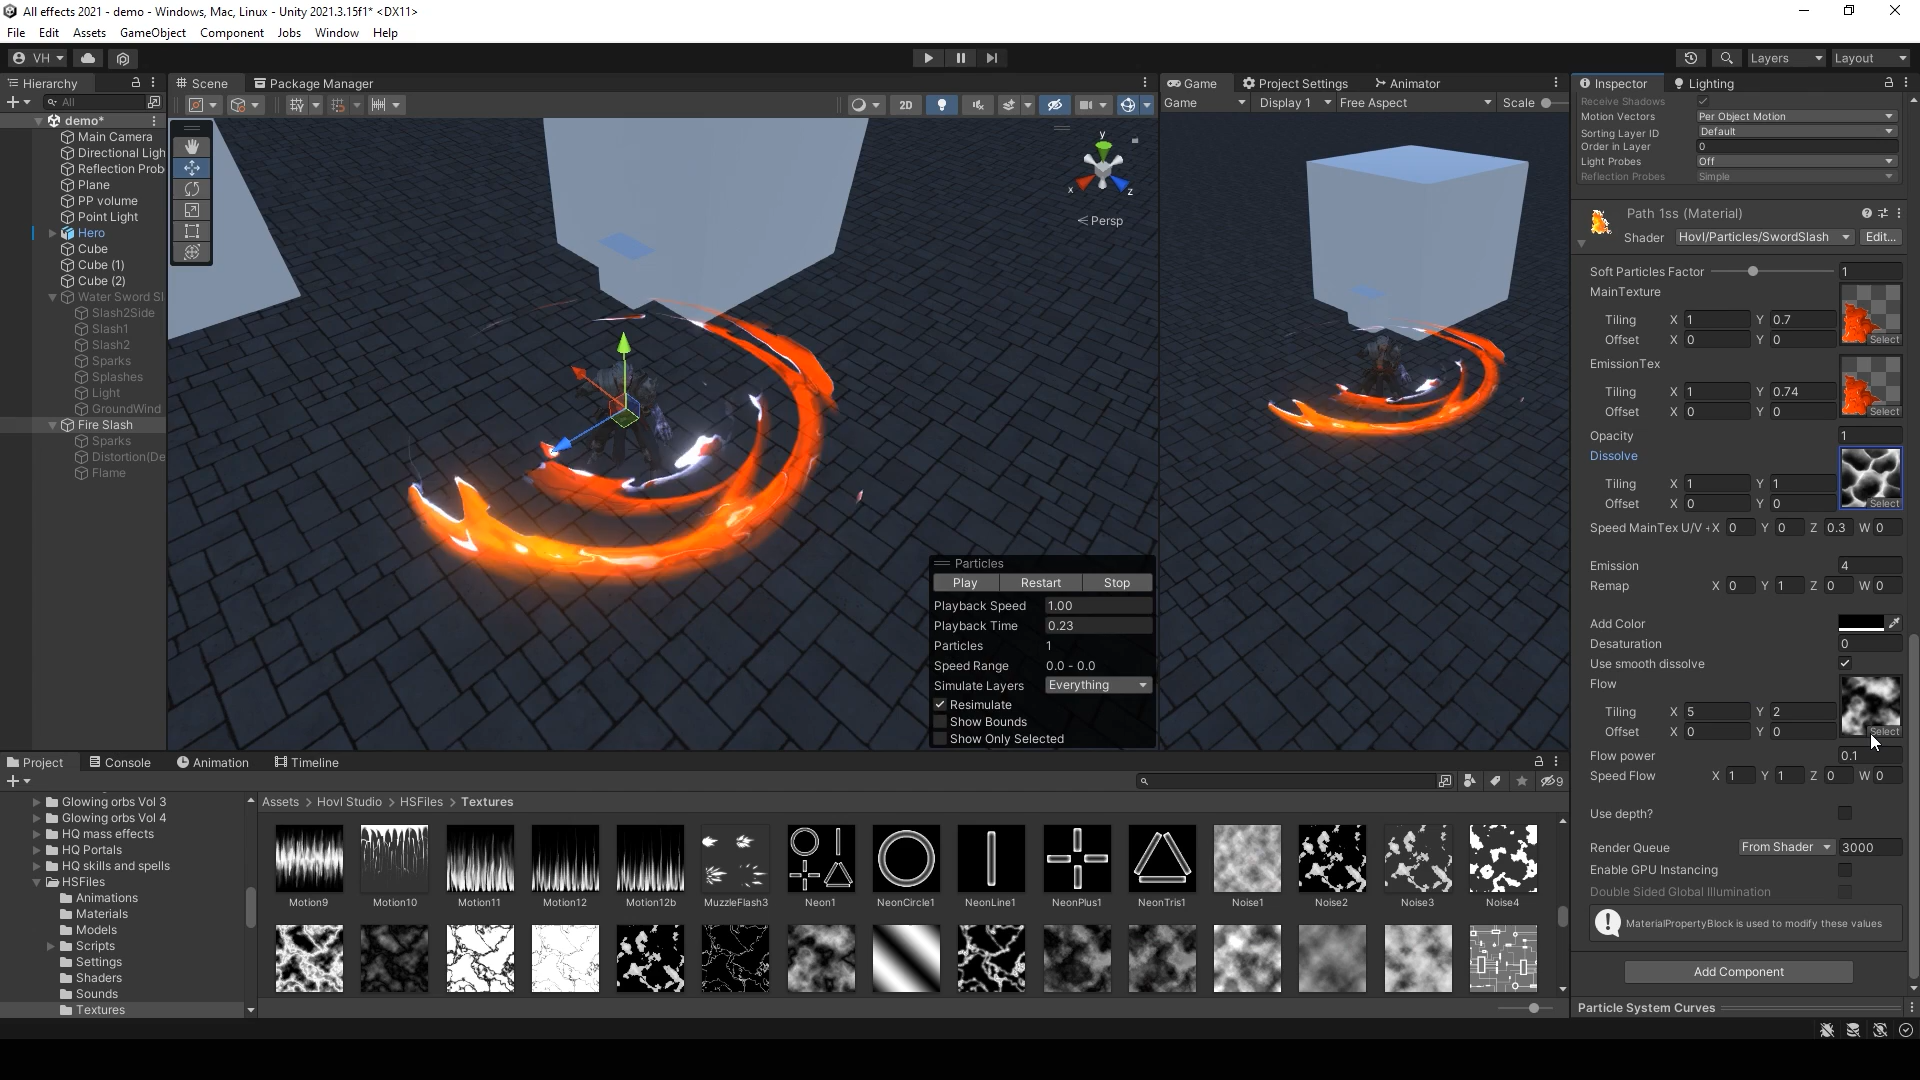 All effects 2021 - demo - Windows, Mac, Linux - Unity 2021.3.15f1* <DX11>
File Edit Assets GameObject Component Jobs Window Help
VH Layers Layout
Hierarchy
All
demo*
Main Camera
Directional Ligh
Reflection Prob
Plane
PP volume
Point Light
Hero
Cube
Cube (1)
Cube (2)
Water Sword Sl
Slash2Side
Slash1
Slash2
Sparks
Splashes
Light
GroundWind
Fire Slash
Sparks
Distortion(De
Flame
Scene Package Manager
2D
y
x z
Persp
Particles
Play Restart Stop
Playback Speed 1.00
Playback Time 0.23
Particles 1
Speed Range 0.0 - 0.0
Simulate Layers Everything
Resimulate
Show Bounds
Show Only Selected
Game Project Settings Animator
Game Display 1 Free Aspect Scale
Inspector Lighting
Receive Shadows
Motion Vectors Per Object Motion
Sorting Layer ID Default
Order in Layer 0
Light Probes Off
Reflection Probes Simple
Path 1ss (Material)
Shader Hovl/Particles/SwordSlash Edit...
Soft Particles Factor 1
MainTexture
Tiling X 1 Y 0.7
Offset X 0 Y 0 Select
EmissionTex
Tiling X 1 Y 0.74
Offset X 0 Y 0 Select
Opacity 1
Dissolve
Tiling X 1 Y 1
Offset X 0 Y 0 Select
Speed MainTex U/V + X 0 Y 0 Z 0.3 W 0
Emission 4
Remap X 0 Y 1 Z 0 W 0
Add Color
Desaturation 0
Use smooth dissolve
Flow
Tiling X 5 Y 2
Offset X 0 Y 0 Select
Flow power 0.1
Speed Flow X 1 Y 1 Z 0 W 0
Use depth?
Render Queue From Shader 3000
Enable GPU Instancing
Double Sided Global Illumination
MaterialPropertyBlock is used to modify these values
Add Component
Particle System Curves
Project Console Animation Timeline
9
Glowing orbs Vol 3
Glowing orbs Vol 4
HQ mass effects
HQ Portals
HQ skills and spells
HSFiles
Animations
Materials
Models
Scripts
Settings
Shaders
Sounds
Textures
Assets > Hovl Studio > HSFiles > Textures
Motion9 Motion10 Motion11 Motion12 Motion12b MuzzleFlash3 Neon1 NeonCircle1 NeonLine1 NeonPlus1 NeonTris1 Noise1 Noise2 Noise3 Noise4